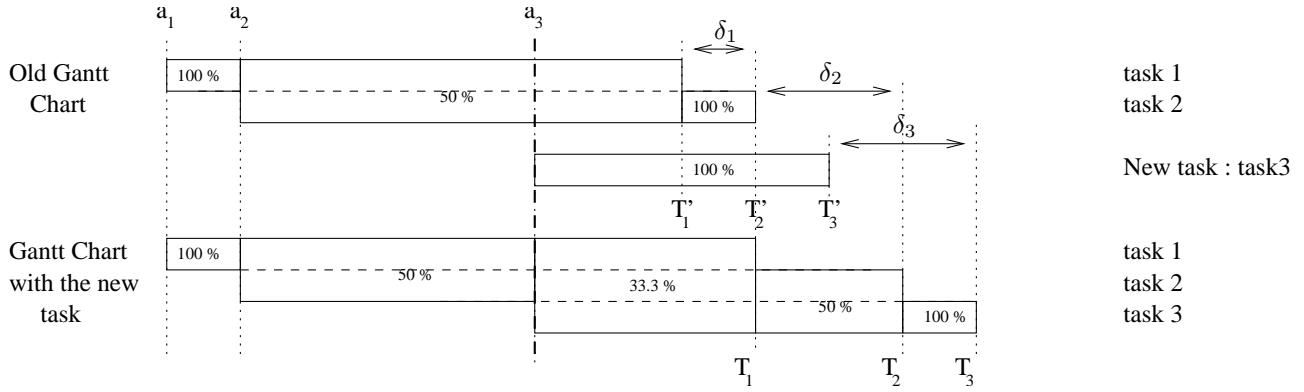 a1 a2 a3
δ1
Old Gantt 100 % task 1
δ2
Chart 50 % 100 % task 2
δ3
100 % New task : task3
T'1 T'2 T'3
Gantt Chart 100 % task 1
with the new 50 % 33.3 % task 2
task 50 % 100 % task 3
T1 T2 T3